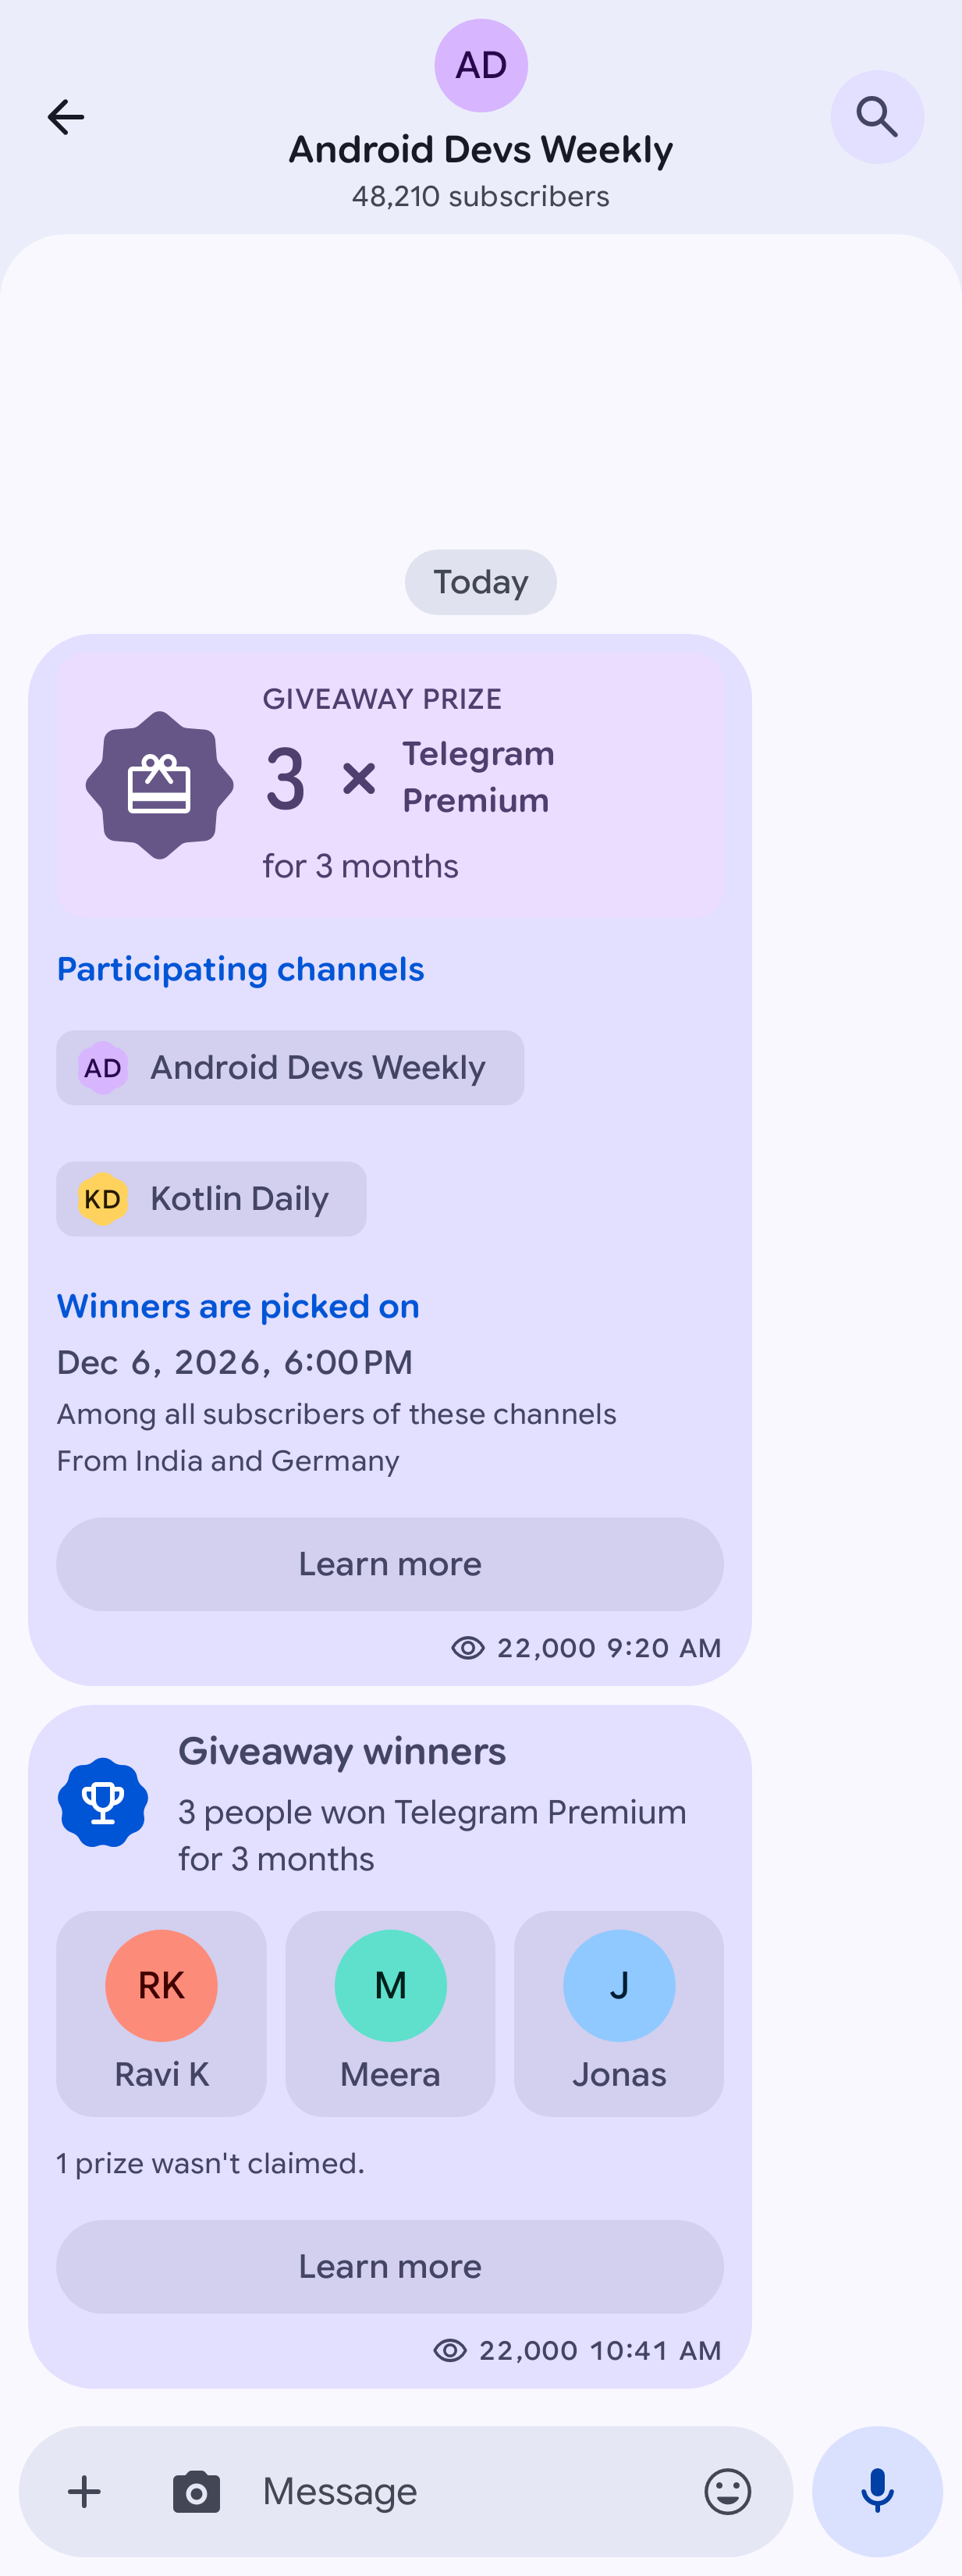 AD
Android Devs Weekly
48,210 subscribers
Today
GIVEAWAY PRIZE
3 × Telegram
Premium
for 3 months
Participating channels
AD Android Devs Weekly
KD Kotlin Daily
Winners are picked on
Dec 6, 2026, 6:00 PM
Among all subscribers of these channels
From India and Germany
Learn more
22,000 9:20 AM
Giveaway winners
3 people won Telegram Premium
for 3 months
RK M J
Ravi K Meera Jonas
1 prize wasn't claimed.
Learn more
22,000 10:41 AM
Message